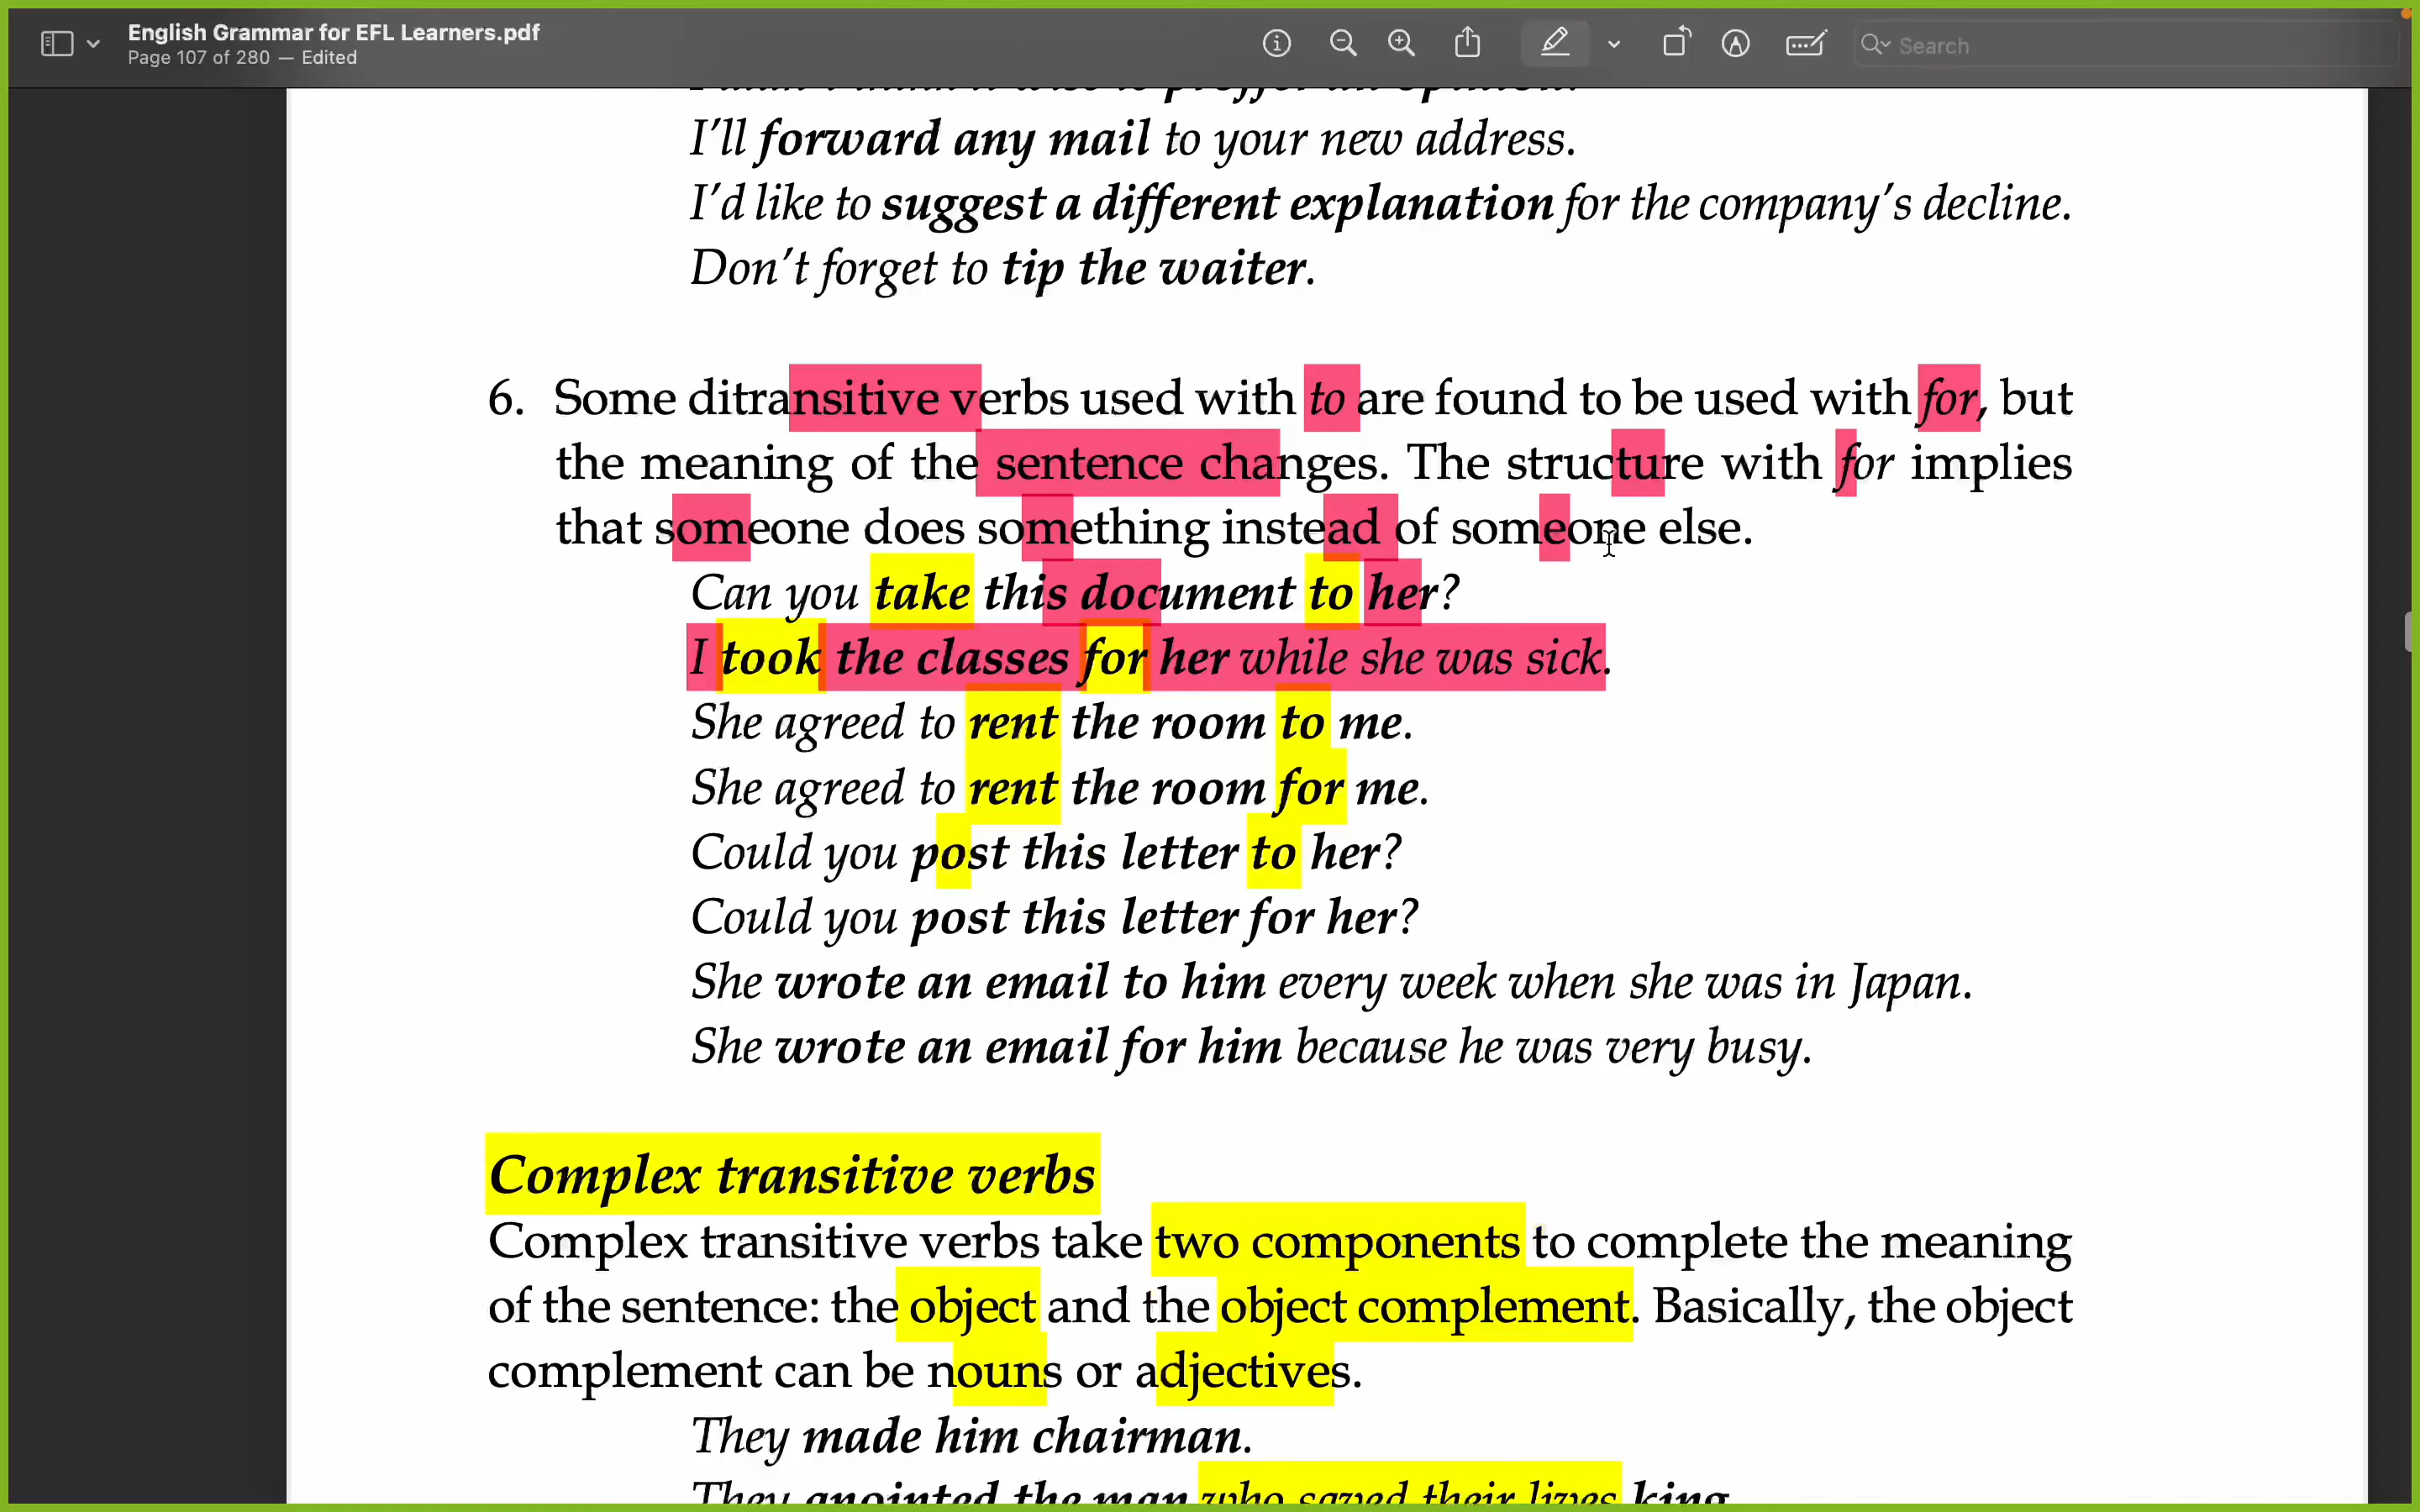 English Grammar for EFL Learners.pdf
Page 107 of 280 — Edited
Search
I'll forward any mail to your new address.
I'd like to suggest a different explanation for the company's decline.
Don't forget to tip the waiter.
6. Some ditransitive verbs used with to are found to be used with for, but
the meaning of the sentence changes. The structure with for implies
that someone does something instead of someone else.
Can you take this document to her?
I took the classes for her while she was sick.
She agreed to rent the room to me.
She agreed to rent the room for me.
Could you post this letter to her?
Could you post this letter for her?
She wrote an email to him every week when she was in Japan.
She wrote an email for him because he was very busy.
Complex transitive verbs
Complex transitive verbs take two components to complete the meaning
of the sentence: the object and the object complement. Basically, the object
complement can be nouns or adjectives.
They made him chairman.
They anointed the man who saved their lives king